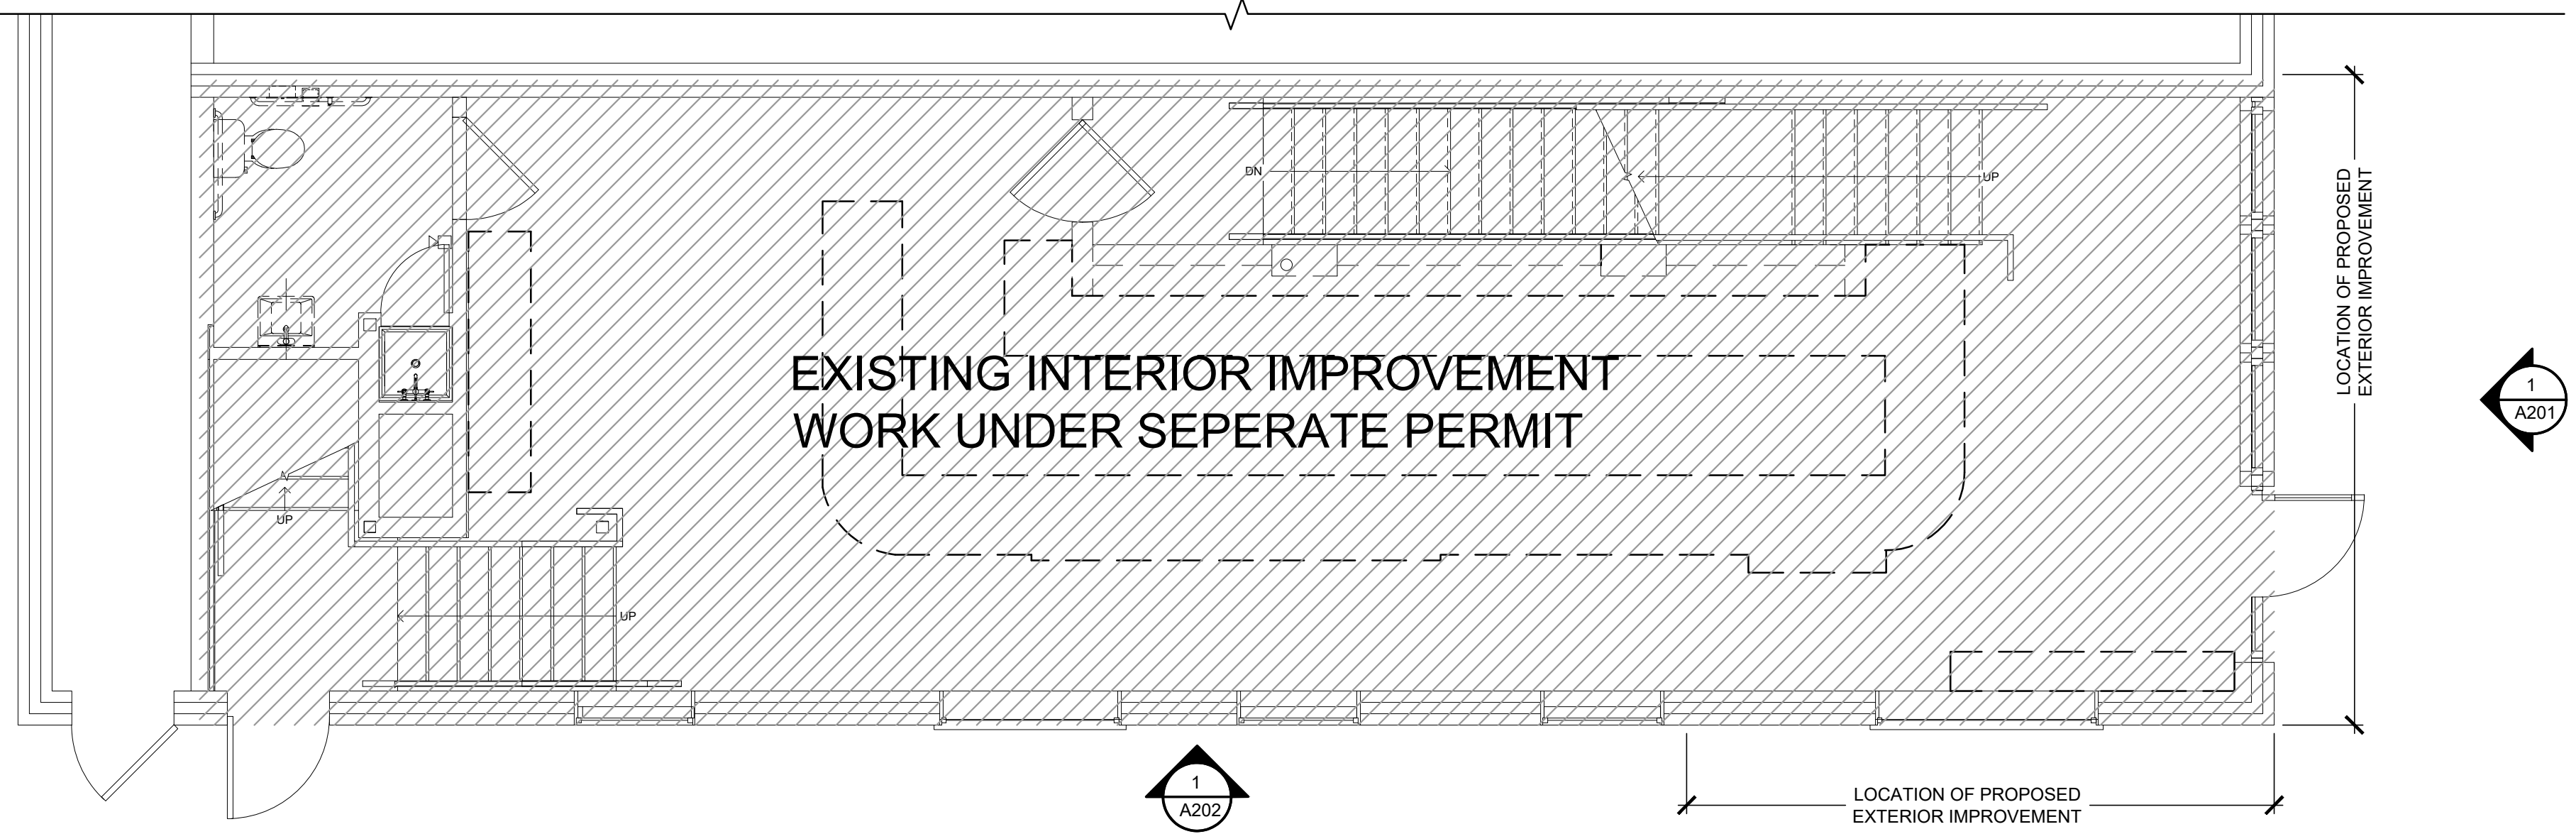 DN
UP
LOCATION OF PROPOSED
EXTERIOR IMPROVEMENT
EXISTING INTERIOR IMPROVEMENT
WORK UNDER SEPERATE PERMIT
1
A201
UP
UP
1
A202
LOCATION OF PROPOSED
EXTERIOR IMPROVEMENT